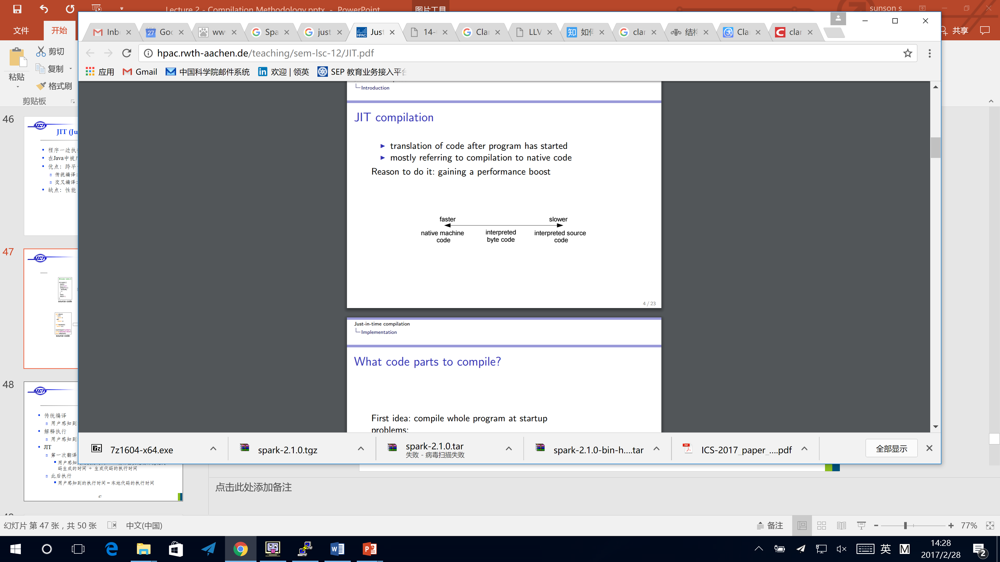 Lecture 2 - Compilation Methodology.pptx - PowerPoint
图片工具
sunson s
文件
开始
共享
Inb
Goo
ww
Spa
just
Just
14-
Clar
LLV
如何
clar
结构
Clar
clar
hpac.rwth-aachen.de/teaching/sem-lsc-12/JIT.pdf
应用
Gmail
中国科学院邮件系统
欢迎 | 领英
SEP 教育业务接入平台
粘贴
剪切
复制
格式刷
剪贴板
46
JIT (Ju
程序一边执行
在Java中被广
优点：跨平
传统编译：
交叉编译：
缺点：性能
47
source code
source code
48
传统编译
用户感知到
解释执行
用户感知到
JIT
第一次翻译
码生成的时间 + 生成代码的执行时间
此后执行
用户感知到的执行时间＝本地代码的执行时间
47
Introduction
JIT compilation
translation of code after program has started
mostly referring to compilation to native code
Reason to do it: gaining a performance boost
faster
slower
native machine code
interpreted byte code
interpreted source code
4 / 23
Just-in-time compilation
Implementation
What code parts to compile?
First idea: compile whole program at startup
problems:
7z1604-x64.exe
spark-2.1.0.tgz
spark-2.1.0.tar
失败 - 病毒扫描失败
spark-2.1.0-bin-h....tar
ICS-2017_paper_....pdf
全部显示
点击此处添加备注
幻灯片 第 47 张，共 50 张
中文(中国)
备注
77%
英
M
14:28
2017/2/28
2